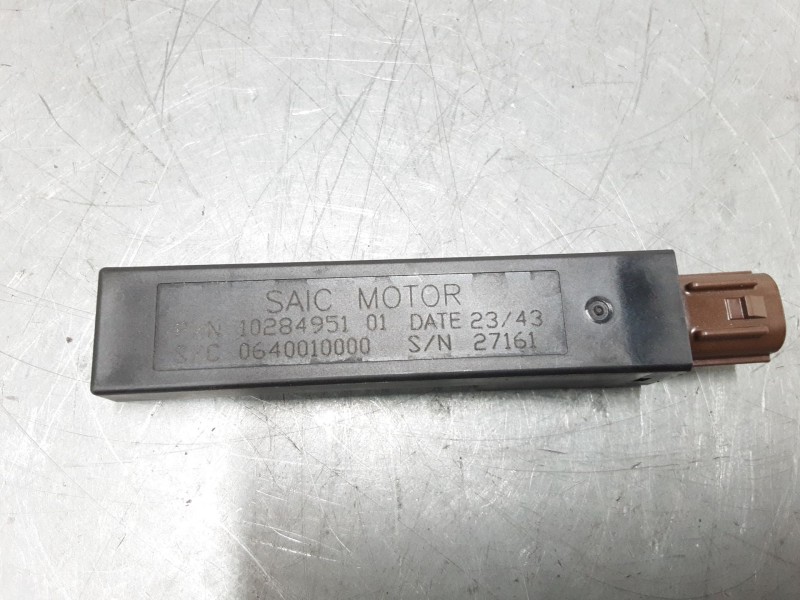 SAIC MOTOR
P/N 10284951 01 DATE 23/43
S/C 0640010000 S/N 27161